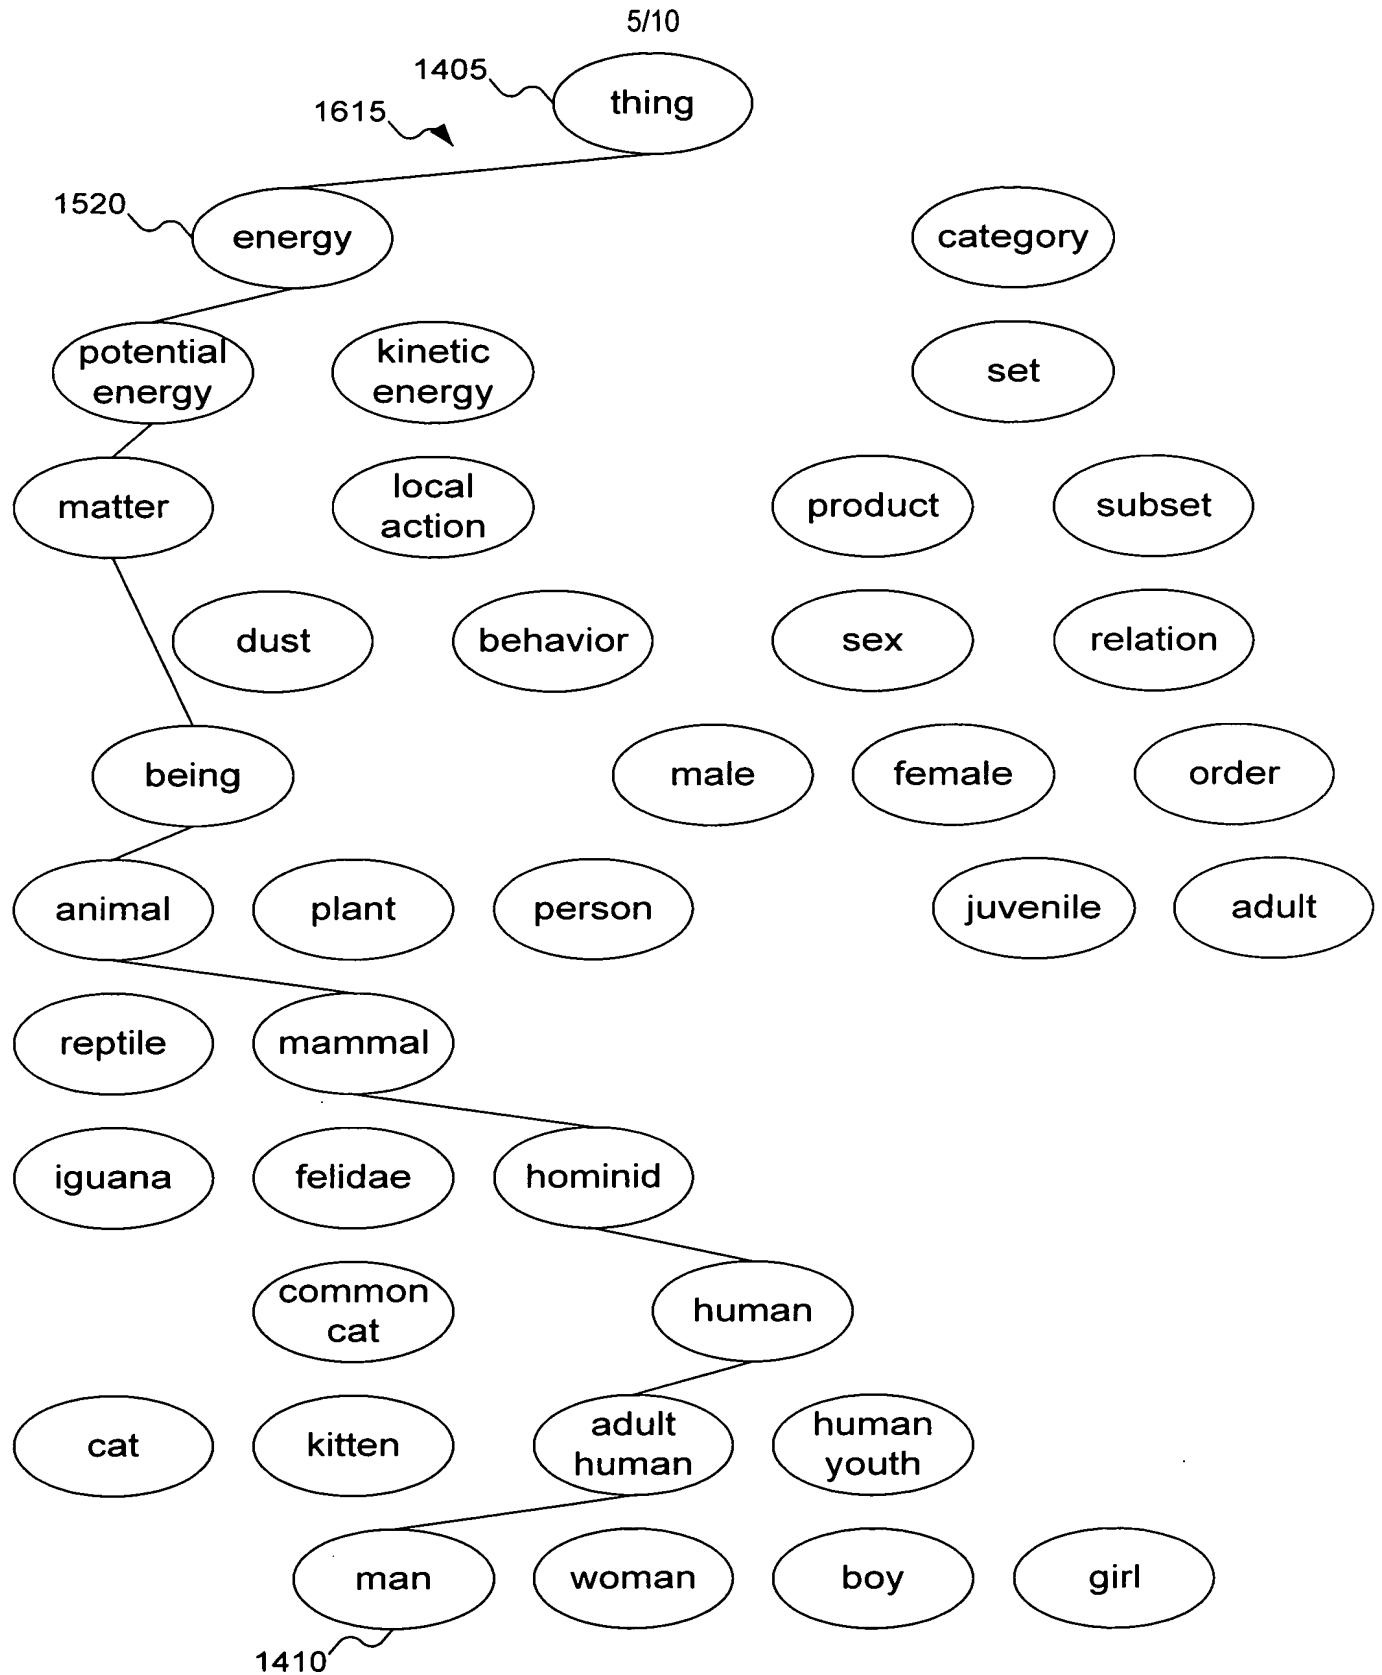 5/10
1405
thing
1615
1520
energy
category
potential
energy
kinetic
energy
set
matter
local
action
product
subset
dust
behavior
sex
relation
being
male
female
order
animal
plant
person
juvenile
adult
reptile
mammal
iguana
felidae
hominid
common
cat
human
cat
kitten
adult
human
human
youth
man
woman
boy
girl
1410